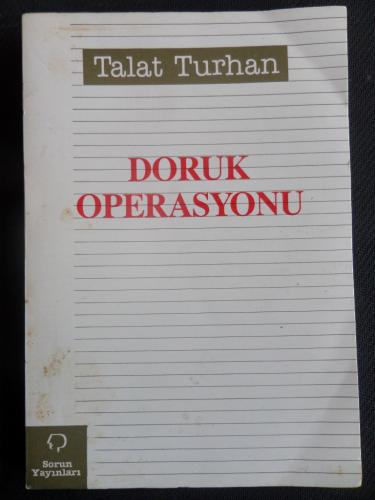 Talat Turhan
DORUK
OPERASYONU
Sorun
Yayınları